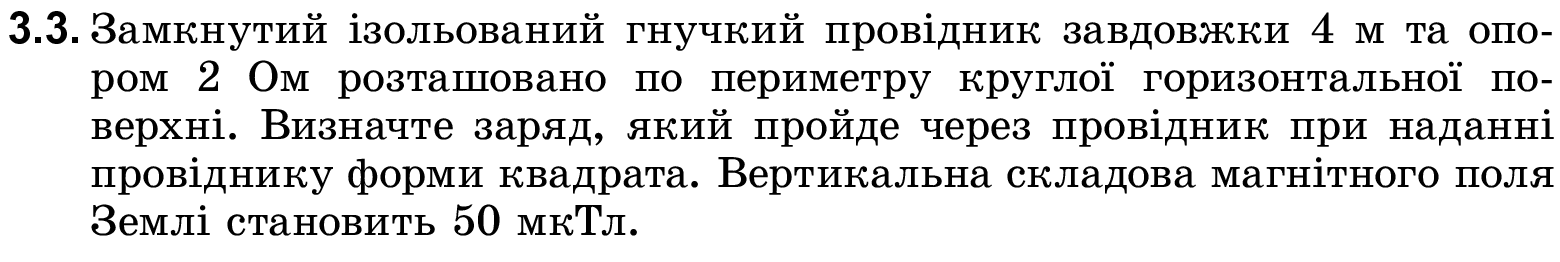 3.3. Замкнутий ізольований гнучкий провідник завдовжки 4 м та опо-
ром 2 Ом розташовано по периметру круглої горизонтальної по-
верхні. Визначте заряд, який пройде через провідник при наданні
провіднику форми квадрата. Вертикальна складова магнітного поля
Землі становить 50 мкТл.